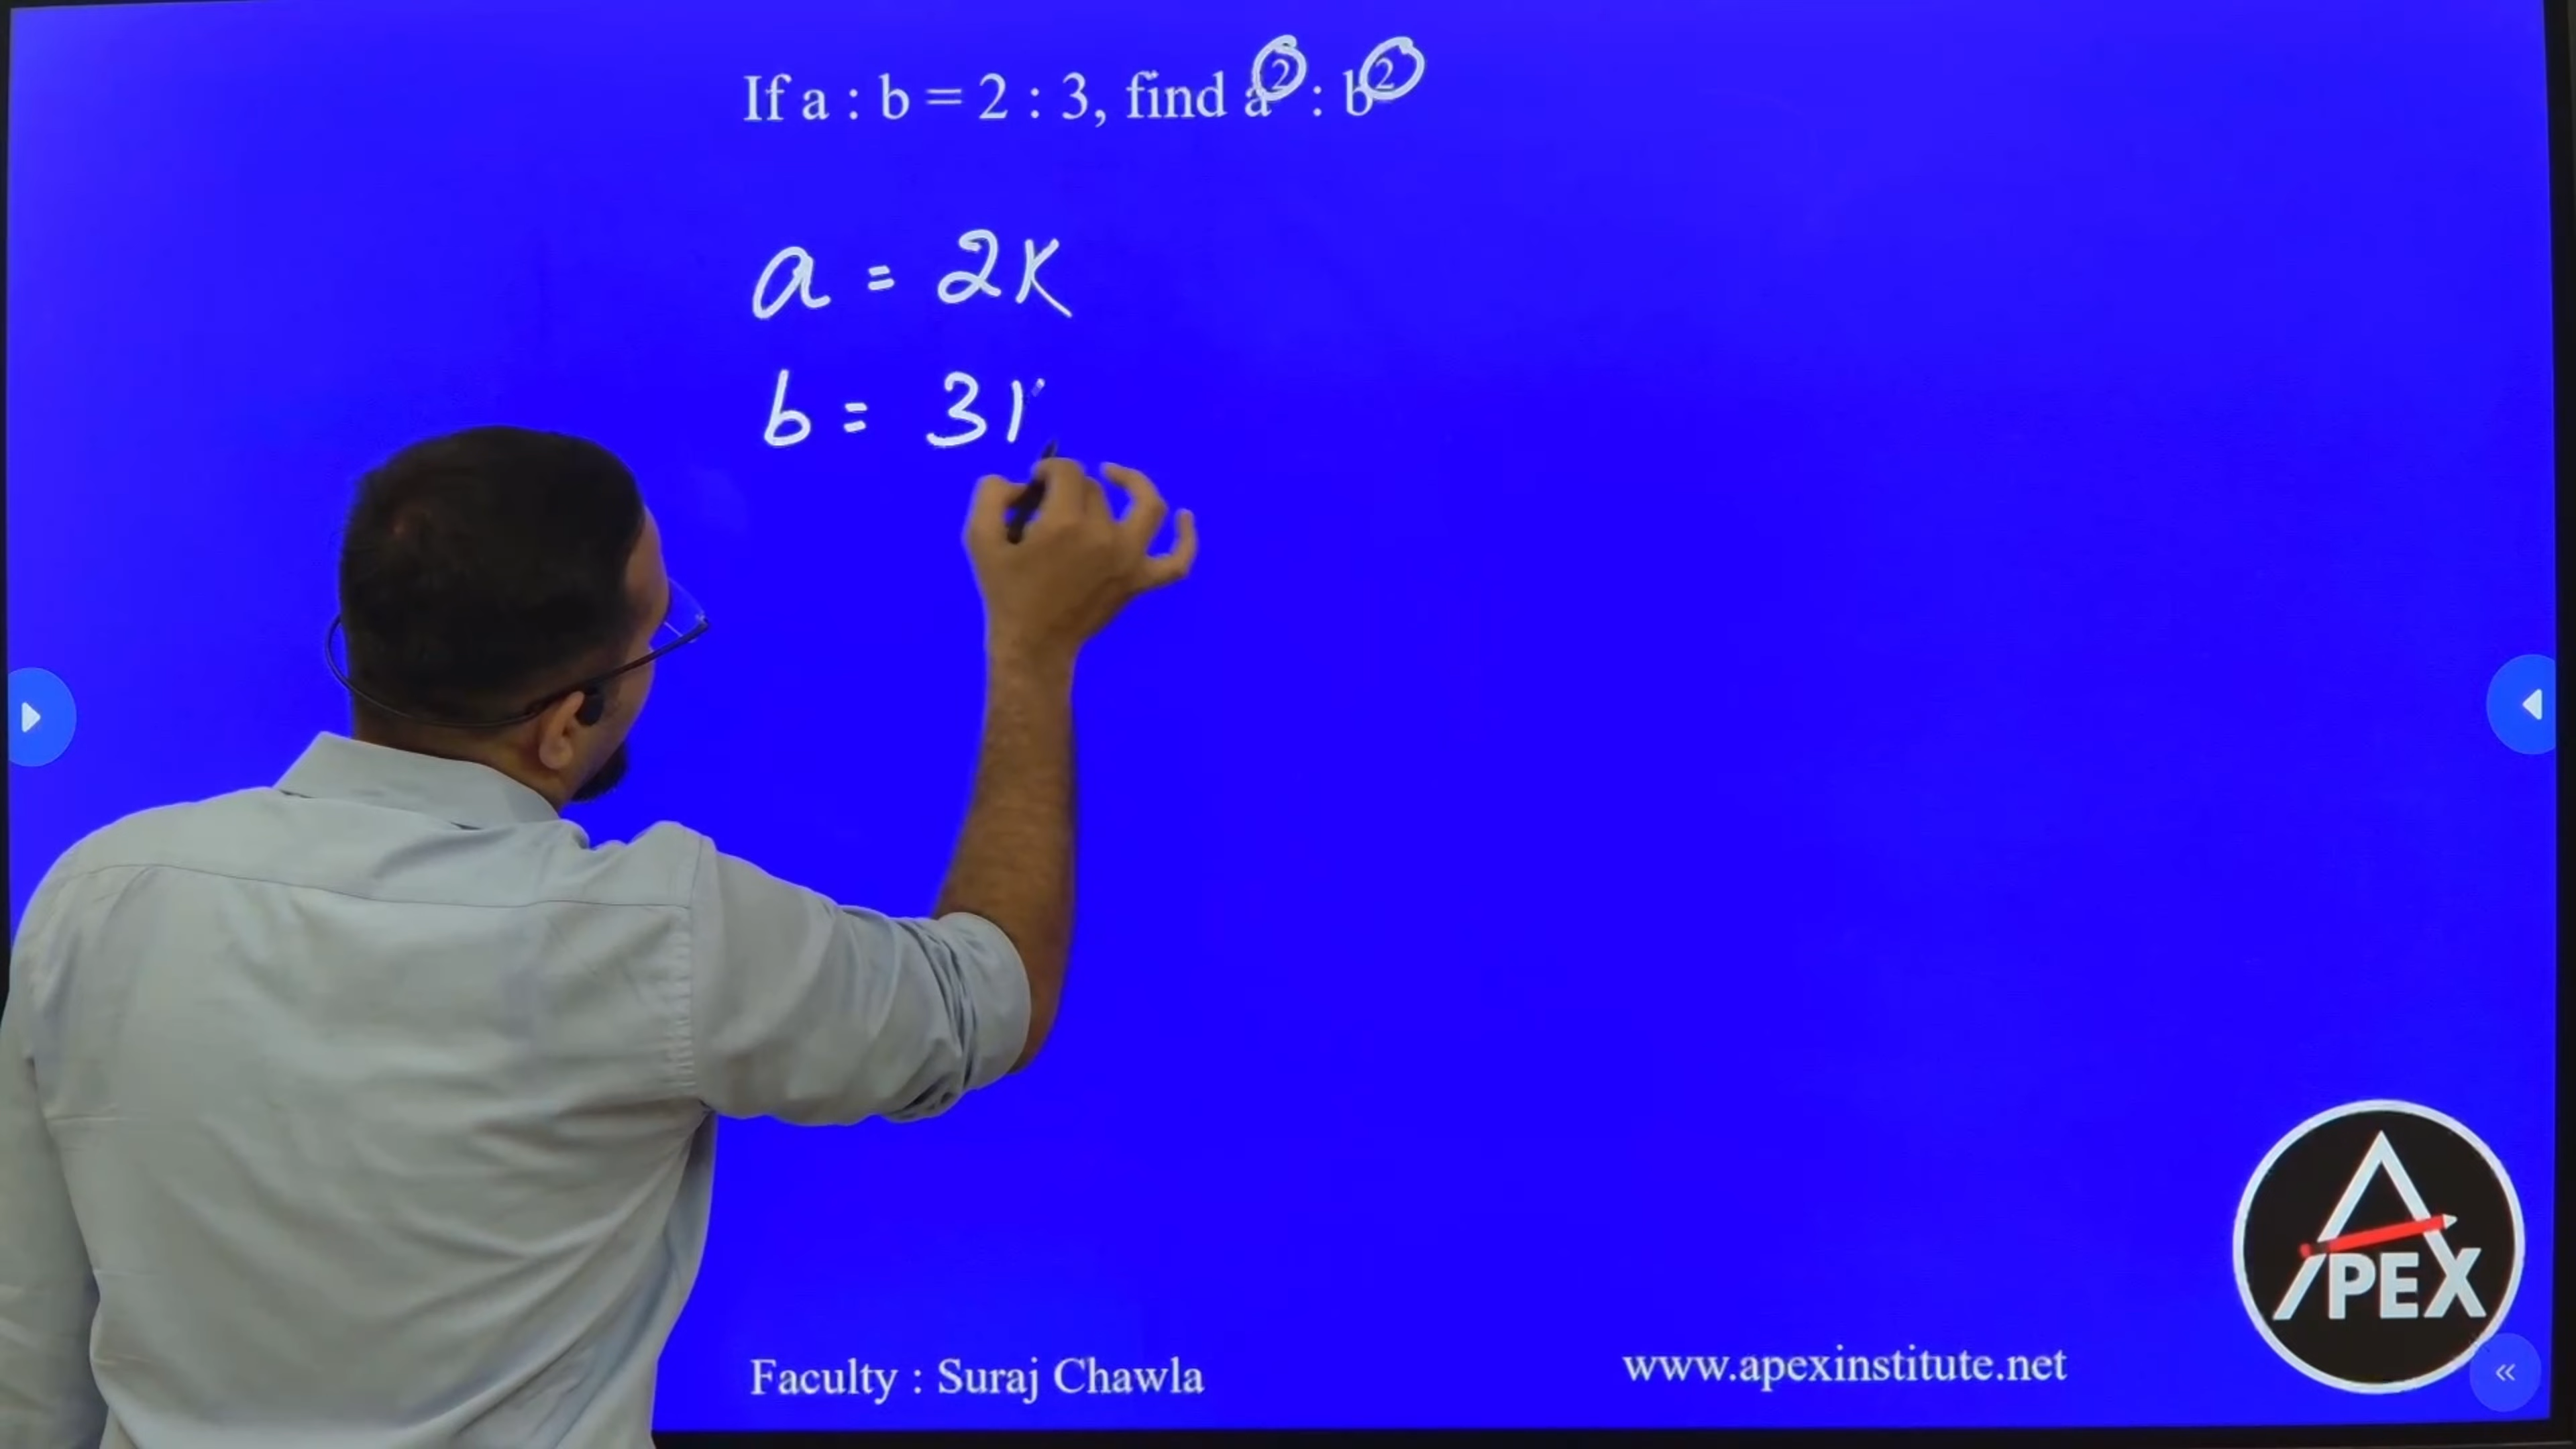 If a : b = 2 : 3, find a² : b²
a = 2K
b = 3
APEX
Faculty : Suraj Chawla
www.apexinstitute.net
«